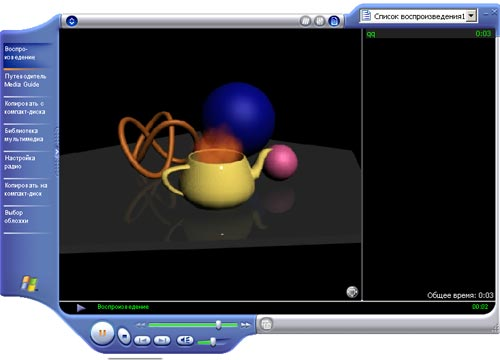 Список воспроизведения1
qq 0:03
Воспро-
изведение
Путеводитель
Media Guide
Копировать с
компакт-диска
Библиотека
мультимедиа
Настройка
радио
Копировать на
компакт-диск
Выбор
обложки
Общее время: 0:03
Воспроизведение 00:02